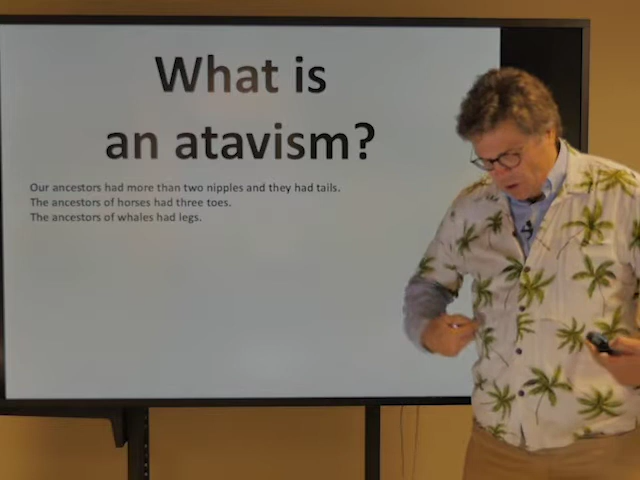 What is
an atavism?
Our ancestors had more than two nipples and they had tails.
The ancestors of horses had three toes.
The ancestors of whales had legs.